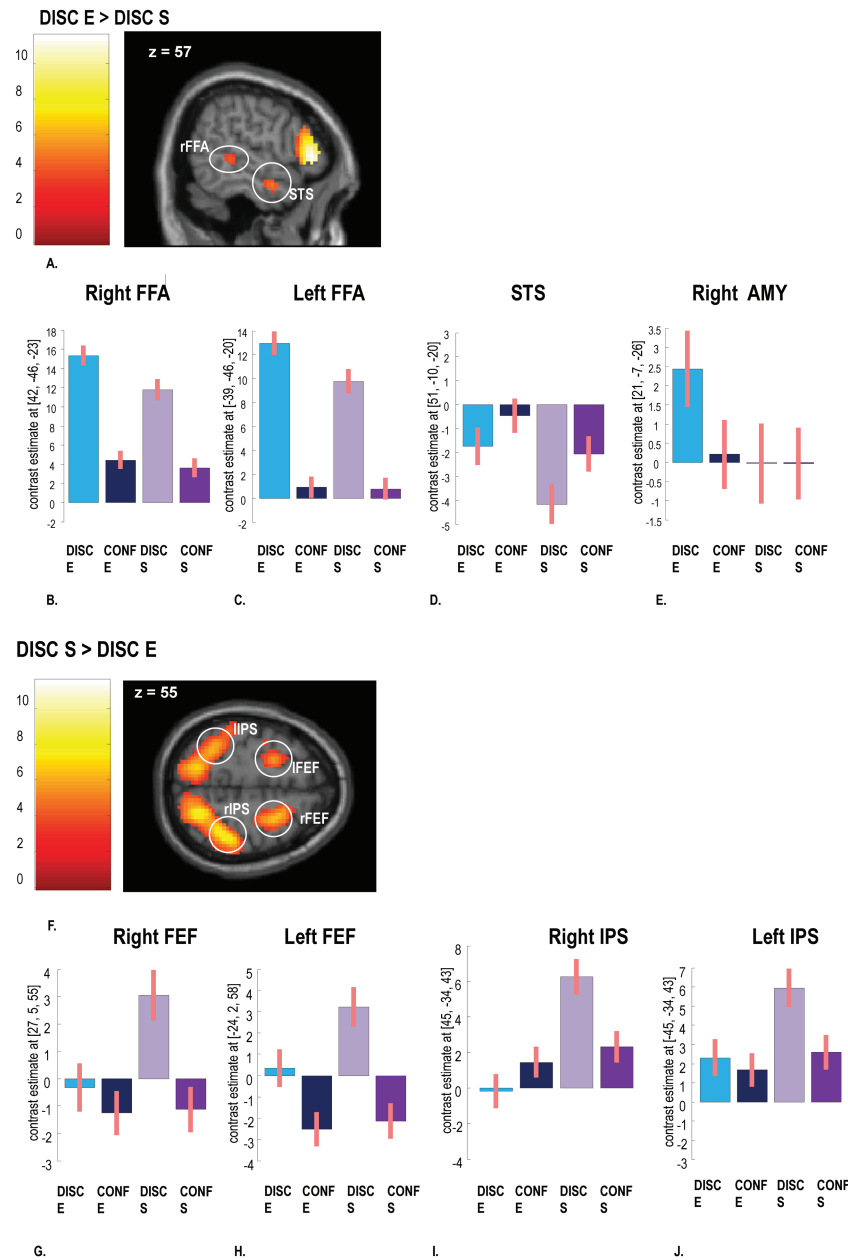 DISC E > DISC S
10
8
6
4
2
0
z = 57
rFFA
STS
A.
Right FFA
contrast estimate at [42, -46, -23]
18
16
14
12
10
8
6
4
2
0
-2
DISC E
CONF E
DISC S
CONF S
B.
Left FFA
contrast estimate at [-39, -46, -20]
14
12
10
8
6
4
2
0
-2
DISC E
CONF E
DISC S
CONF S
C.
STS
contrast estimate at [51, -10, -20]
3
2
1
0
-1
-2
-3
-4
-5
DISC E
CONF E
DISC S
CONF S
D.
Right AMY
contrast estimate at [21, -7, -26]
3.5
3
2.5
2
1.5
1
0.5
0
-0.5
-1
-1.5
DISC E
CONF E
DISC S
CONF S
E.
DISC S > DISC E
10
8
6
4
2
0
z = 55
lIPS
lFEF
rIPS
rFEF
F.
Right FEF
contrast estimate at [27, 5, 55]
4
3
2
1
0
-1
-2
-3
DISC E
CONF E
DISC S
CONF S
G.
Left FEF
contrast estimate at [-24, 2, 58]
5
4
3
2
1
0
-1
-2
-3
-4
DISC E
CONF E
DISC S
CONF S
H.
Right IPS
contrast estimate at [45, -34, 43]
8
6
4
2
0
-2
-4
DISC E
CONF E
DISC S
CONF S
I.
Left IPS
contrast estimate at [-45, -34, 43]
7
6
5
4
3
2
1
0
-1
-2
-3
DISC E
CONF E
DISC S
CONF S
J.